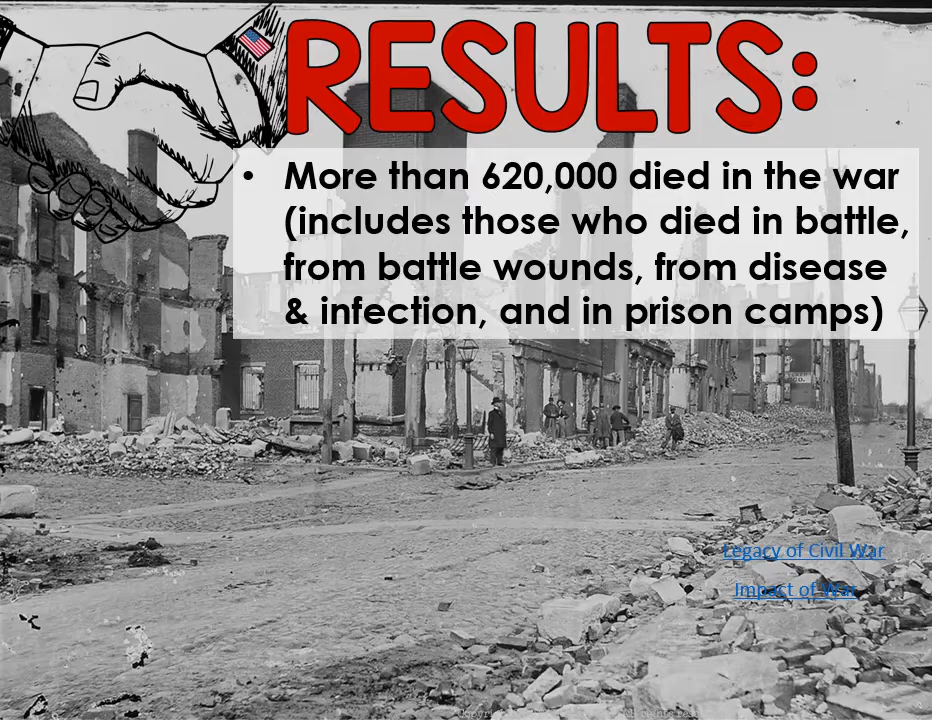 RESULTS:
• More than 620,000 died in the war
(includes those who died in battle,
from battle wounds, from disease
& infection, and in prison camps)
Legacy of Civil War
Impact of War